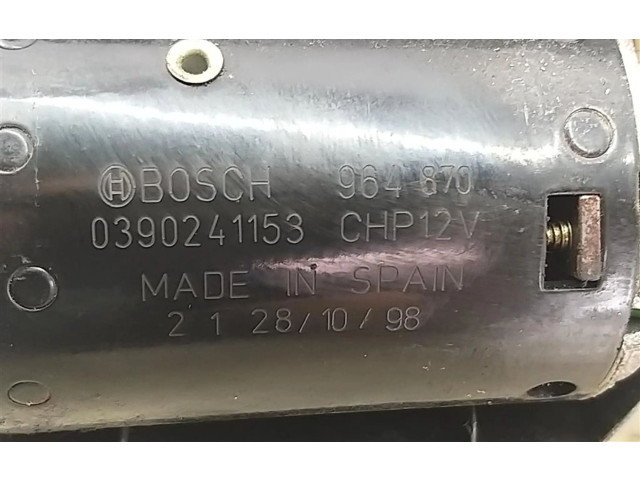 BOSCH 964 870
0390241153 CHP12V
MADE IN SPAIN
2 1 28/10/98